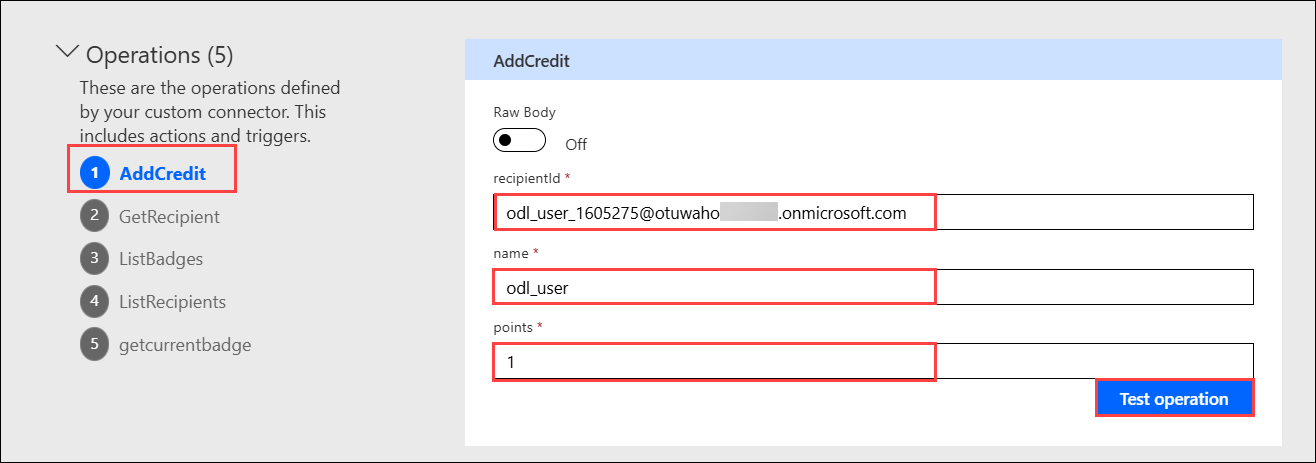 Operations (5)
These are the operations defined
by your custom connector. This
includes actions and triggers.
1 AddCredit
2 GetRecipient
3 ListBadges
4 ListRecipients
5 getcurrentbadge
AddCredit
Raw Body
Off
recipientId *
odl_user_1605275@otuwaho .onmicrosoft.com
name *
odl_user
points *
1
Test operation